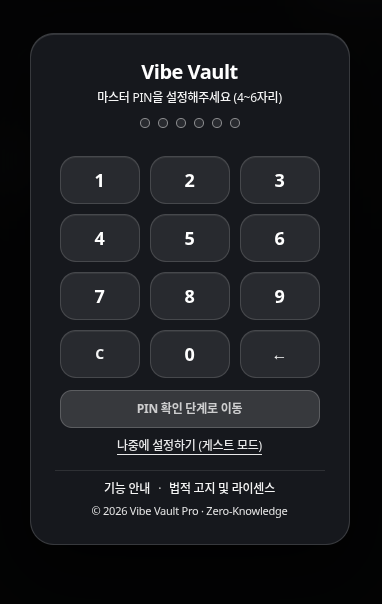 Vibe Vault
마스터 PIN을 설정해주세요 (4~6자리)
1 2 3
4 5 6
7 8 9
C 0 ←
PIN 확인 단계로 이동
나중에 설정하기 (게스트 모드)
기능 안내 · 법적 고지 및 라이센스
© 2026 Vibe Vault Pro · Zero-Knowledge